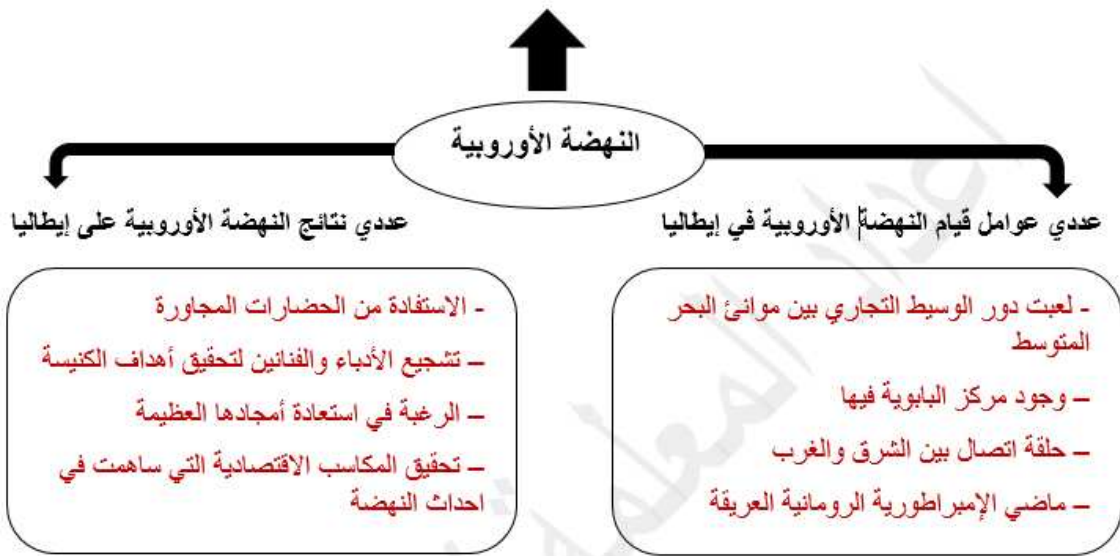 النهضة الأوروبية
عددي عوامل قيام النهضة الأوروبية في إيطاليا
- لعبت دور الوسيط التجاري بين موانئ البحر
المتوسط
– وجود مركز البابوية فيها
– حلقة اتصال بين الشرق والغرب
– ماضي الإمبراطورية الرومانية العريقة
عددي نتائج النهضة الأوروبية على إيطاليا
- الاستفادة من الحضارات المجاورة
– تشجيع الأدباء والفنانين لتحقيق أهداف الكنيسة
– الرغبة في استعادة أمجادها العظيمة
– تحقيق المكاسب الاقتصادية التي ساهمت في
احداث النهضة
اعداد المعلمة